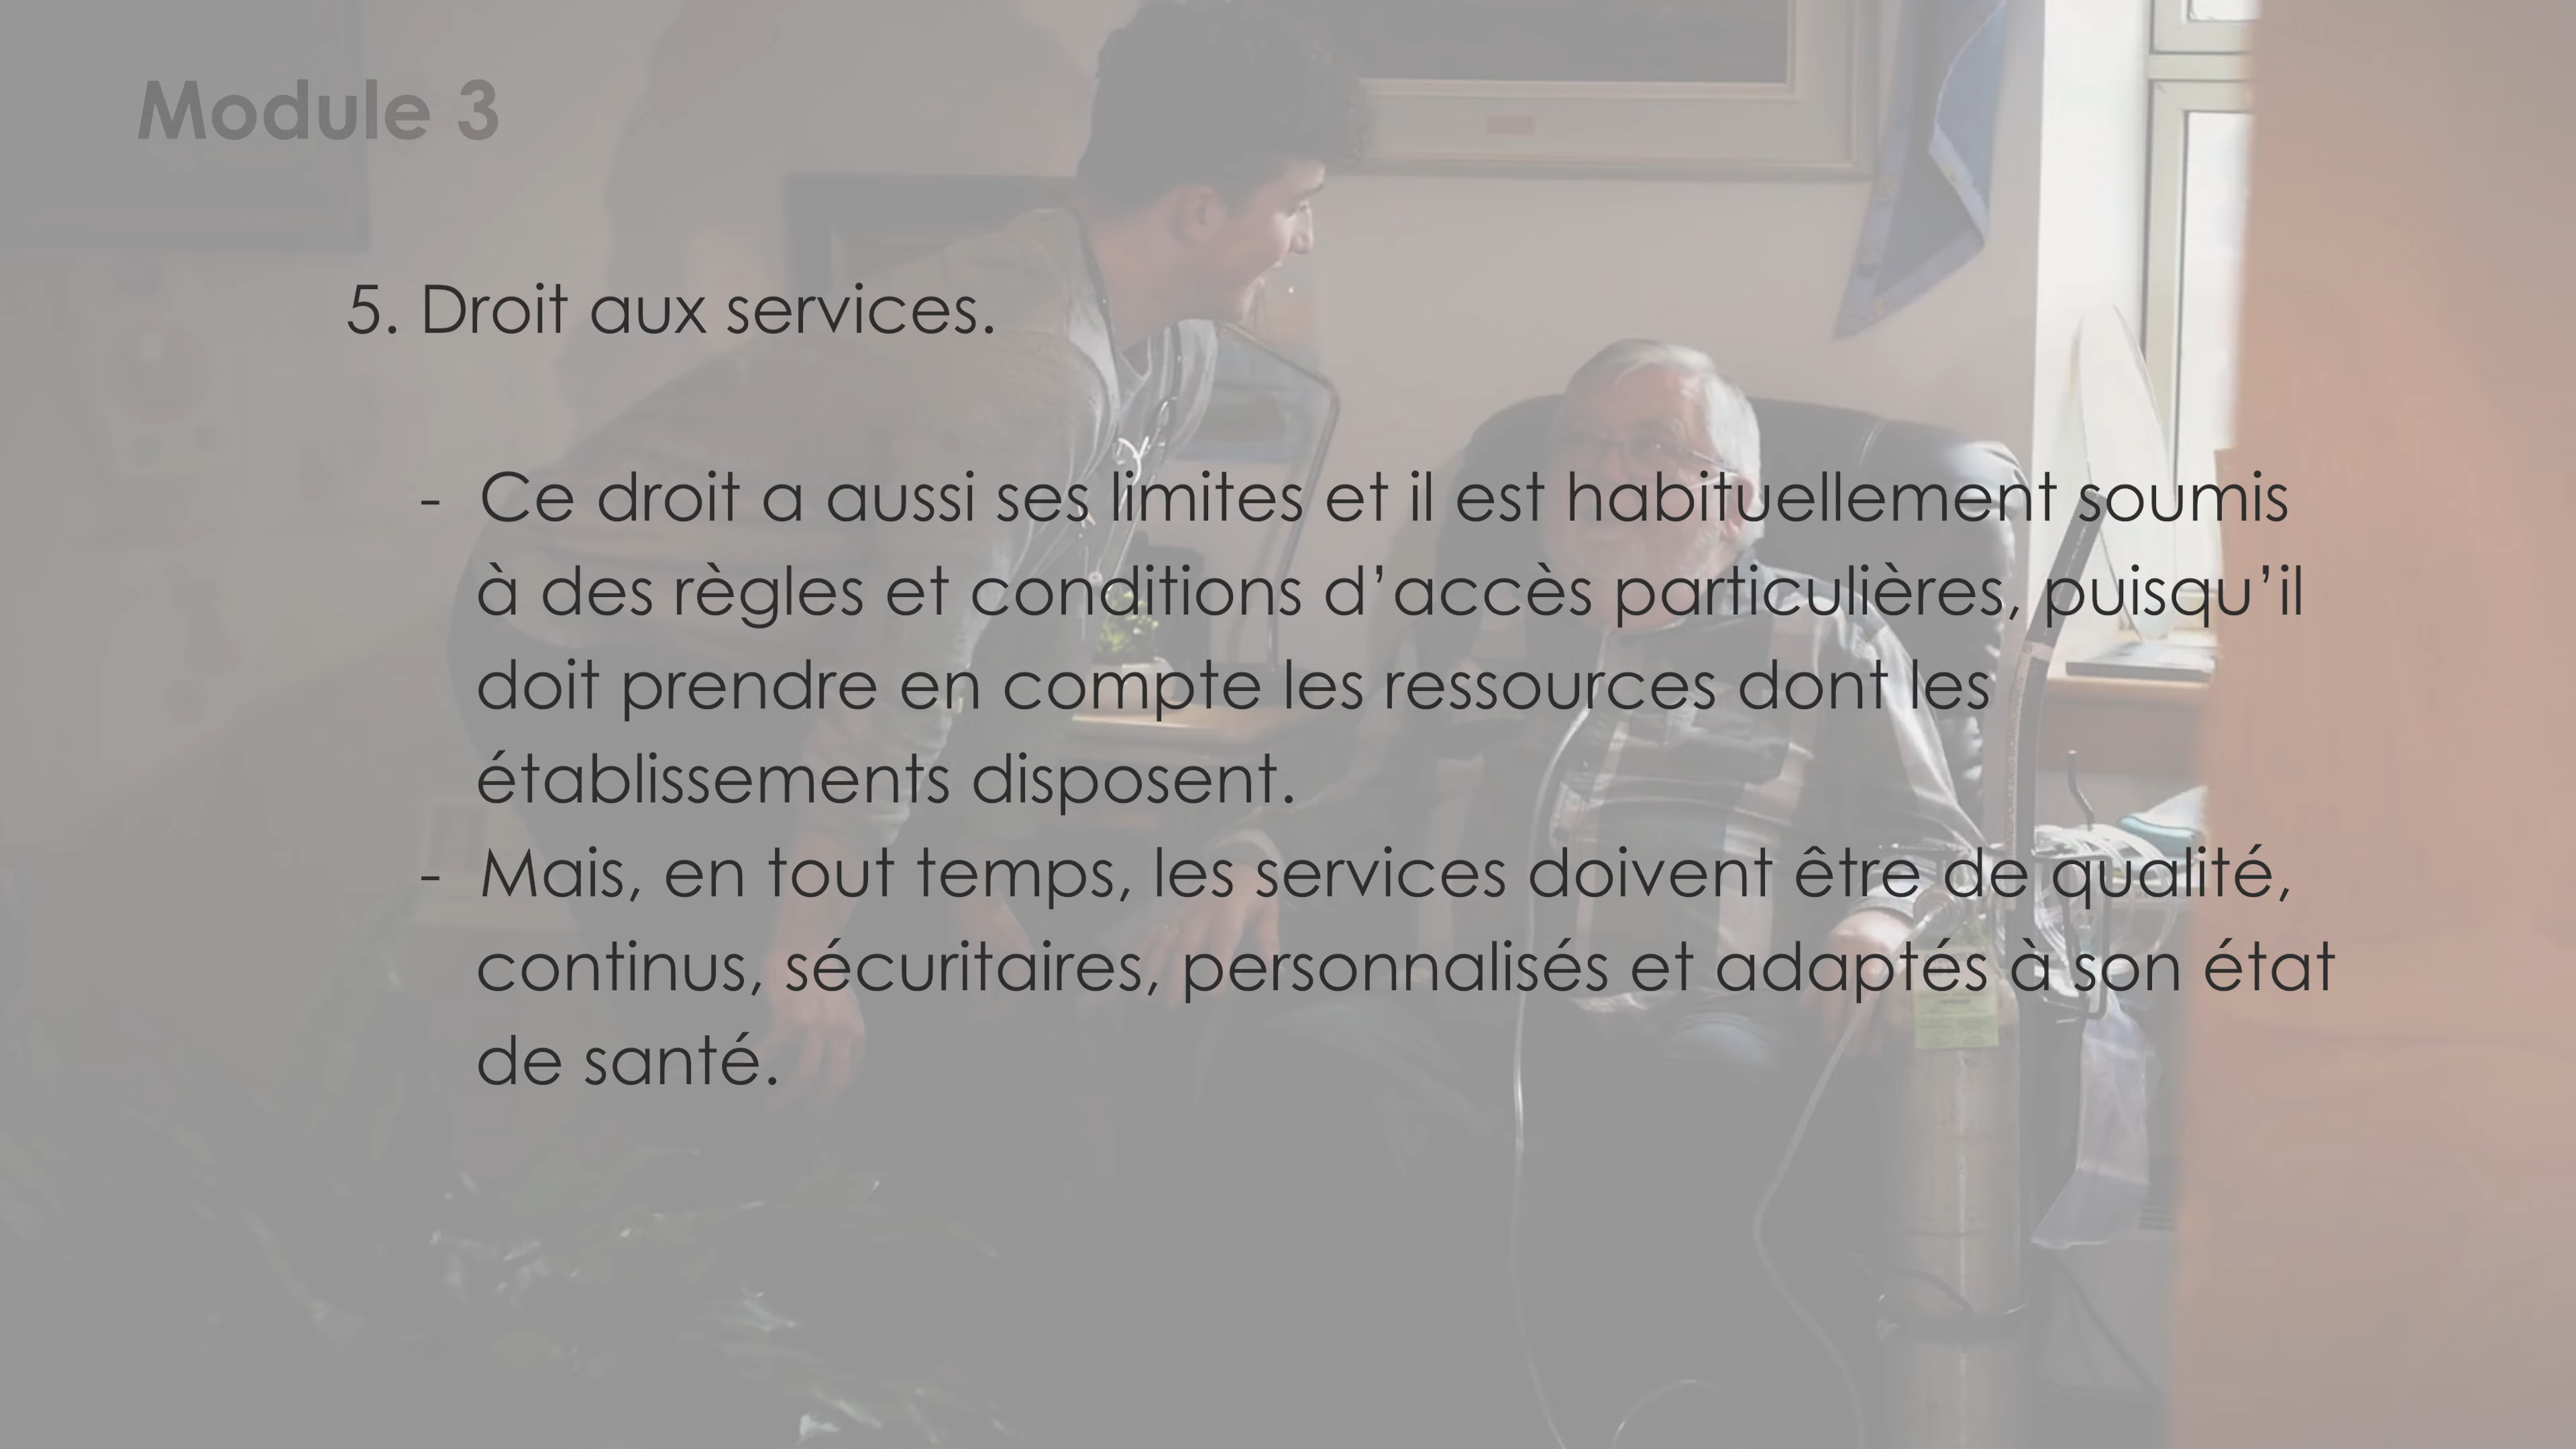 Module 3
5. Droit aux services.
- Ce droit a aussi ses limites et il est habituellement soumis
à des règles et conditions d’accès particulières, puisqu’il
doit prendre en compte les ressources dont les
établissements disposent.
- Mais, en tout temps, les services doivent être de qualité,
continus, sécuritaires, personnalisés et adaptés à son état
de santé.